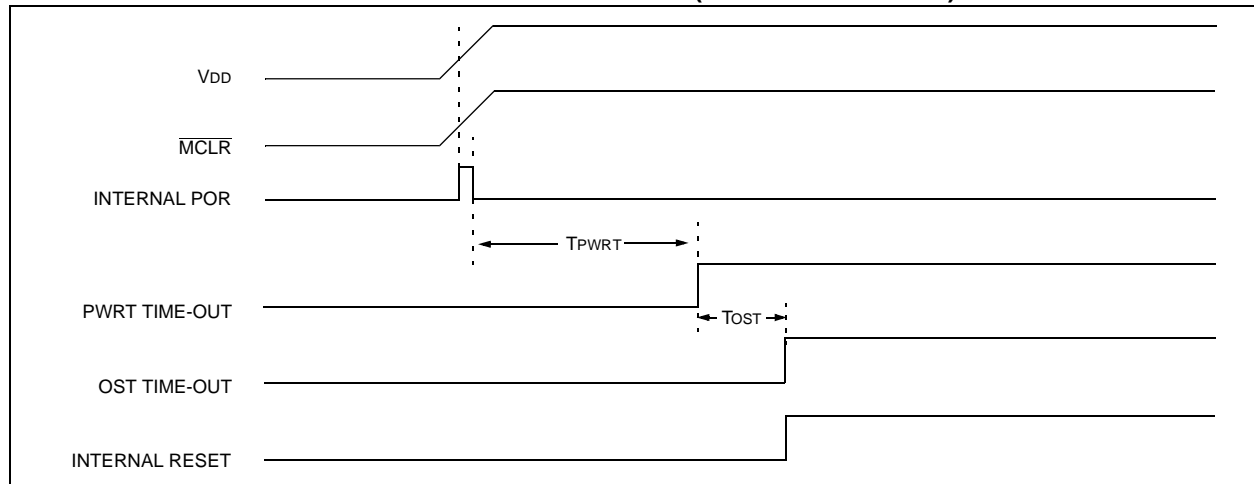 VDD
MCLR
INTERNAL POR
TPWRT
PWRT TIME-OUT
TOST
OST TIME-OUT
INTERNAL RESET